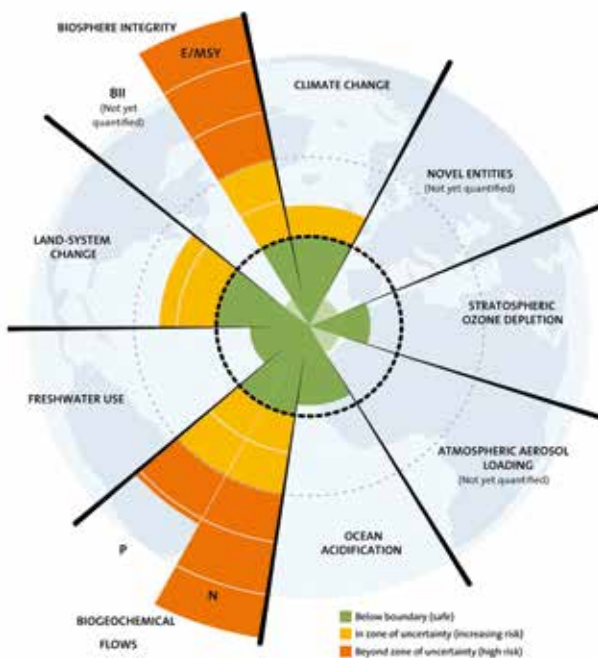 BIOSPHERE INTEGRITY
E/MSY
BII
(Not yet
quantified)
CLIMATE CHANGE
NOVEL ENTITIES
(Not yet quantified)
LAND-SYSTEM
CHANGE
STRATOSPHERIC
OZONE DEPLETION
FRESHWATER USE
ATMOSPHERIC AEROSOL
LOADING
(Not yet quantified)
OCEAN
ACIDIFICATION
P
N
BIOGEOCHEMICAL
FLOWS
Below boundary (safe)
In zone of uncertainty (increasing risk)
Beyond zone of uncertainty (high risk)